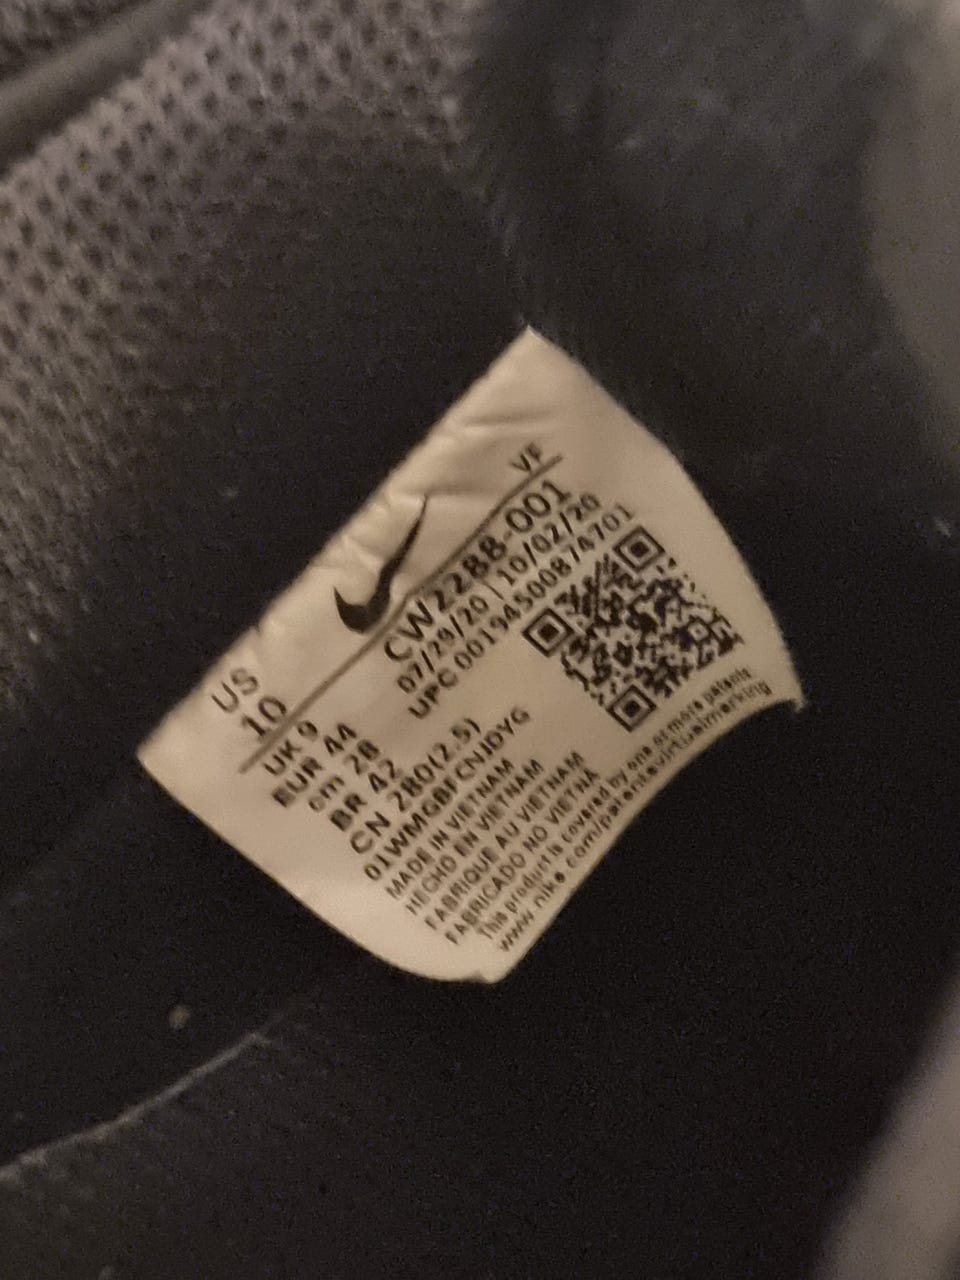 VF
US
10
CW2288-001
07/29/20 | 10/02/20
UPC 00194500874701
UK 9
EUR 44
cm 28
BR 42
CN 280(2.5)
01WMGBFCNJDYG
MADE IN VIETNAM
HECHO EN VIETNAM
FABRIQUE AU VIETNAM
FABRICADO NO VIETNÃ
This product is covered by one or more patents
www.nike.com/patentsvirtualmarking